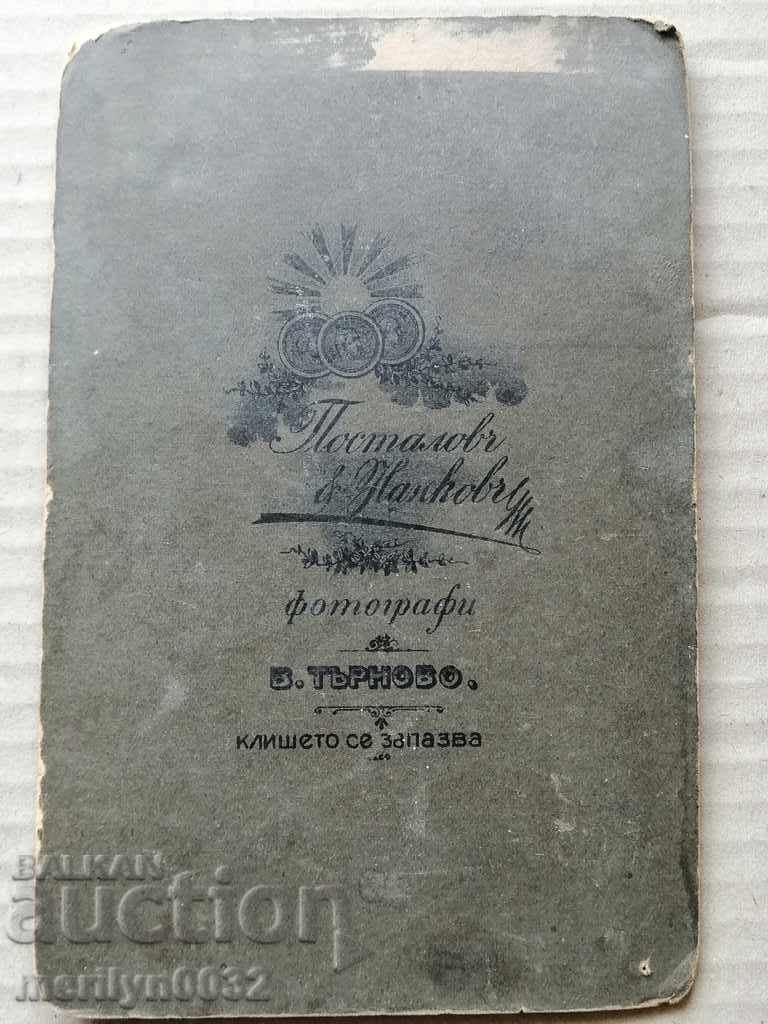 Посталовъ
& Янковъ
фотографи
В. ТЪРНОВО.
КЛИШЕТО СЕ ЗАПАЗВА
BALKAN
auction
merilyn0032